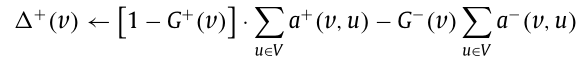 Δ⁺(ν) ← [1 − G⁺(ν)] · ∑_{u∈V} a⁺(ν, u) − G⁻(ν) ∑_{u∈V} a⁻(ν, u)